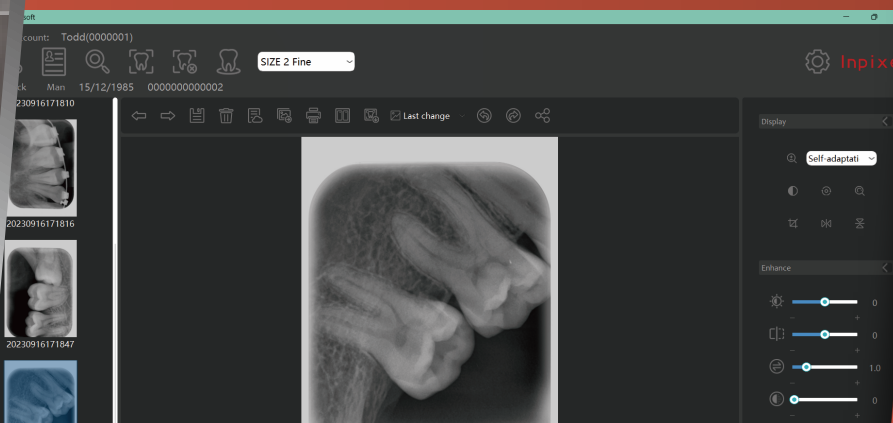 soft
count: Todd(0000001)
SIZE 2 Fine
Inpix
ck Man 15/12/1985 0000000000002
20230916171810
Last change
Display
Self-adaptati
20230916171816
Enhance
0
- +
0
- +
20230916171847
1.0
- +
0
- +